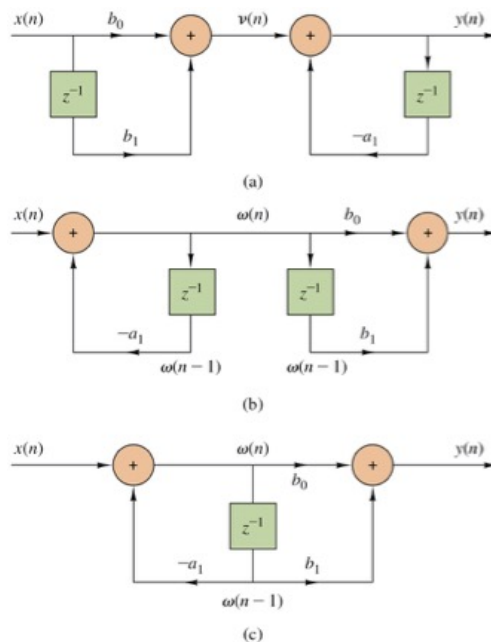 x(n) b₀ ν(n) y(n)
+ +
z⁻¹ z⁻¹
b₁ −a₁
(a)
x(n) ω(n) b₀ y(n)
+ +
z⁻¹ z⁻¹
−a₁ b₁
ω(n − 1) ω(n − 1)
(b)
x(n) ω(n) y(n)
+ +
b₀
z⁻¹
−a₁ b₁
ω(n − 1)
(c)